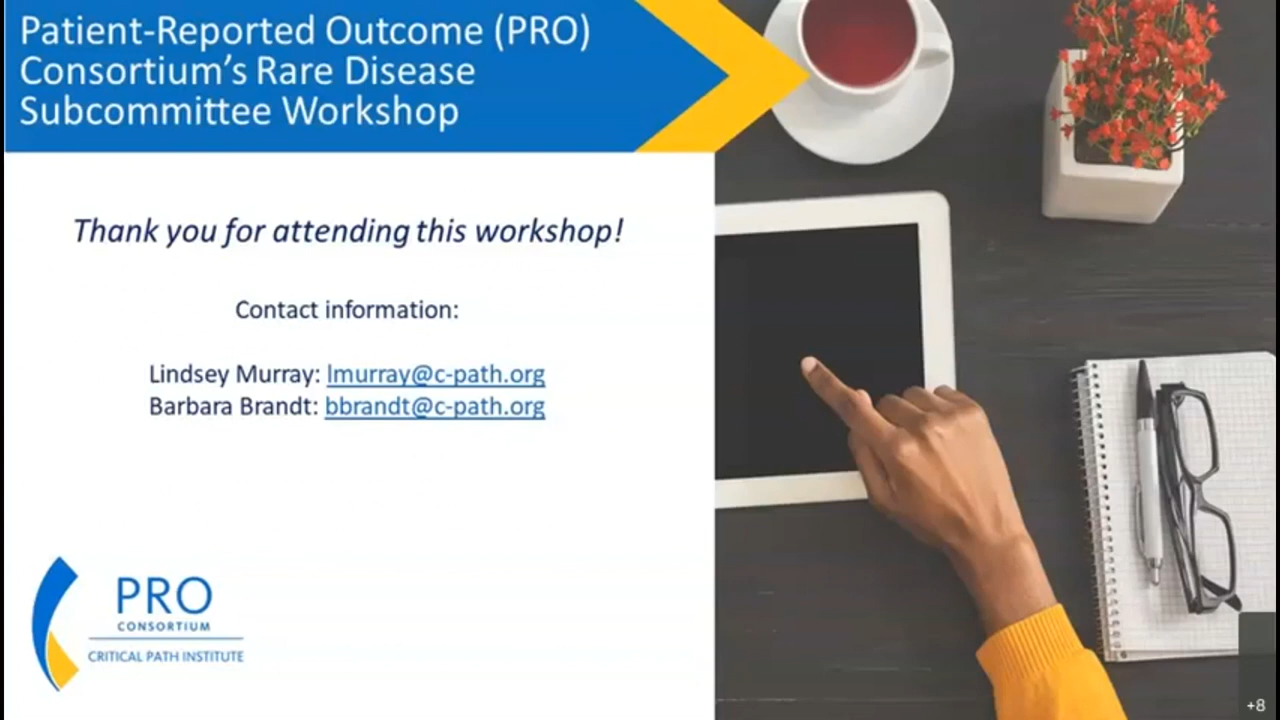 Patient-Reported Outcome (PRO)
Consortium’s Rare Disease
Subcommittee Workshop
Thank you for attending this workshop!
Contact information:
Lindsey Murray: lmurray@c-path.org
Barbara Brandt: bbrandt@c-path.org
PRO
CONSORTIUM
CRITICAL PATH INSTITUTE
+8